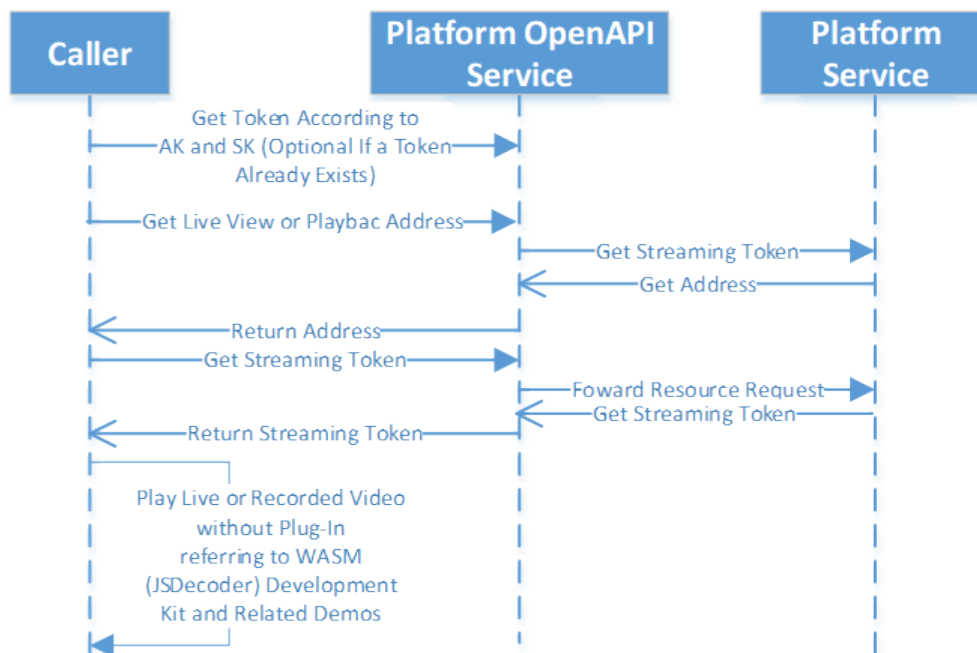 Caller
Platform OpenAPI
Service
Platform
Service
Get Token According to
AK and SK (Optional If a Token
Already Exists)
Get Live View or Playbac Address
Get Streaming Token
Get Address
Return Address
Get Streaming Token
Foward Resource Request
Get Streaming Token
Return Streaming Token
Play Live or Recorded Video
without Plug-In
referring to WASM
(JSDecoder) Development
Kit and Related Demos